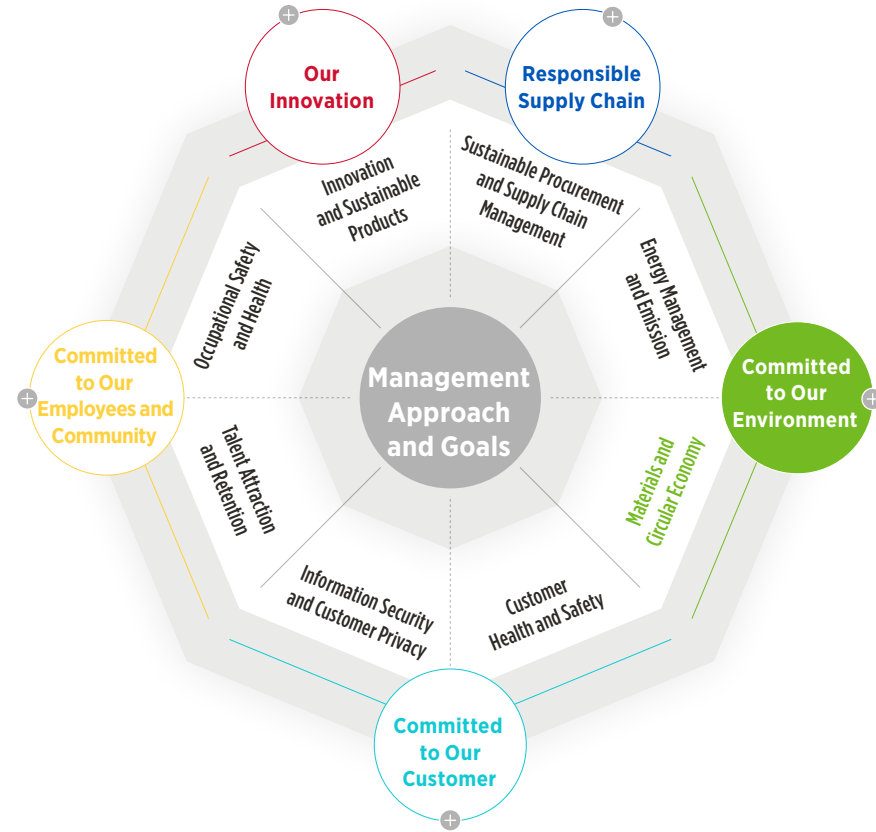 Our
Innovation
Responsible
Supply Chain
Innovation
and Sustainable
Products
Sustainable Procurement
and Supply Chain
Management
Occupational Safety
and Health
Energy Management
and Emission
Committed
to Our
Employees and
Community
Management
Approach
and Goals
Committed
to Our
Environment
Talent Attraction
and Retention
Materials and
Circular Economy
Information Security
and Customer Privacy
Customer
Health and Safety
Committed
to Our
Customer